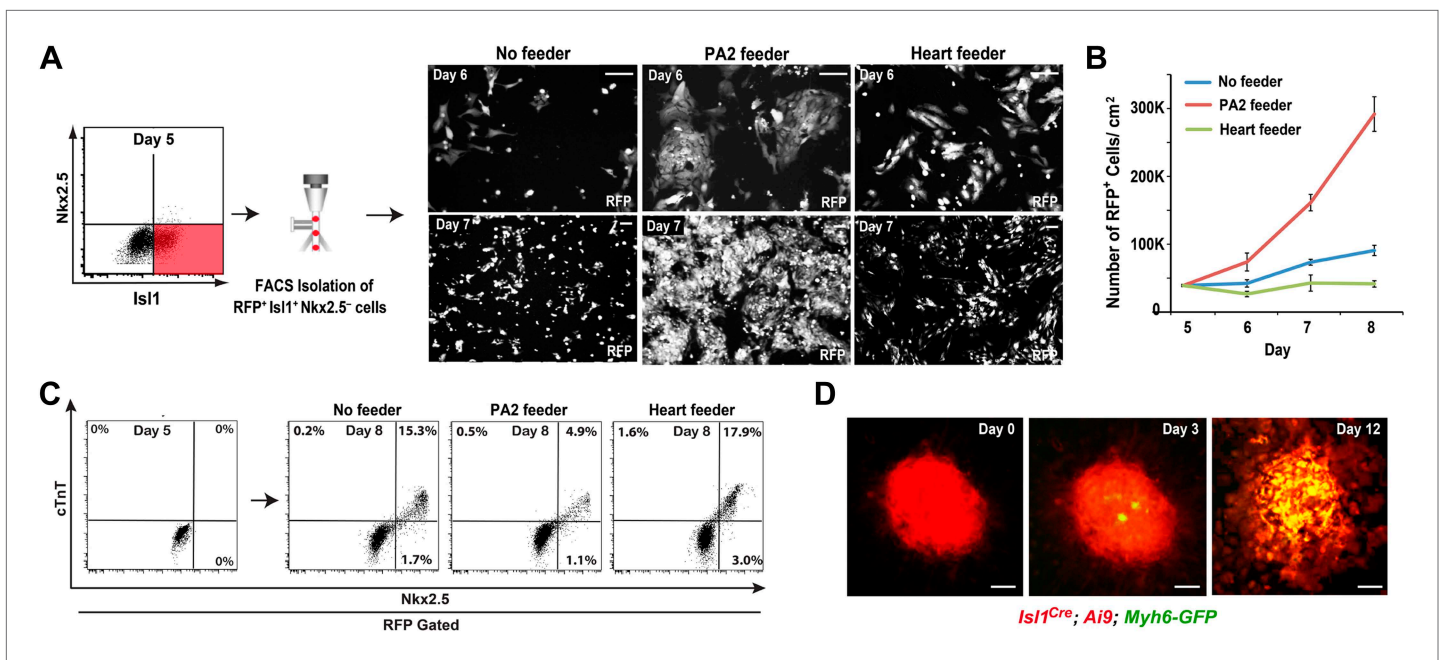 A
No feeder
PA2 feeder
Heart feeder
Day 6
Day 6
Day 6
RFP
RFP
RFP
Day 7
Day 7
Day 7
RFP
RFP
RFP
Nkx2.5
Day 5
Isl1
FACS Isolation of
RFP⁺ Isl1⁺ Nkx2.5⁻ cells
B
No feeder
PA2 feeder
Heart feeder
Number of RFP⁺ Cells/ cm²
300K
200K
100K
0
5 6 7 8
Day
C
cTnT
No feeder
PA2 feeder
Heart feeder
0% Day 5 0%
0%
0.2% Day 8 15.3%
1.7%
0.5% Day 8 4.9%
1.1%
1.6% Day 8 17.9%
3.0%
Nkx2.5
RFP Gated
D
Day 0
Day 3
Day 12
Isl1ᶜʳᵉ; Ai9; Myh6-GFP